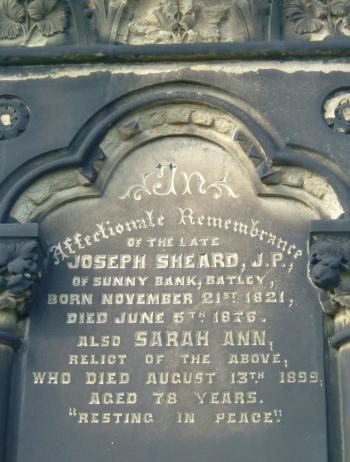 In
Affectionate Remembrance
OF THE LATE
JOSEPH SHEARD, J.P.,
OF SUNNY BANK, BATLEY,
BORN NOVEMBER 21ST 1821,
DIED JUNE 5TH 1876.
ALSO SARAH ANN,
RELICT OF THE ABOVE,
WHO DIED AUGUST 13TH 1899,
AGED 78 YEARS.
"RESTING IN PEACE."